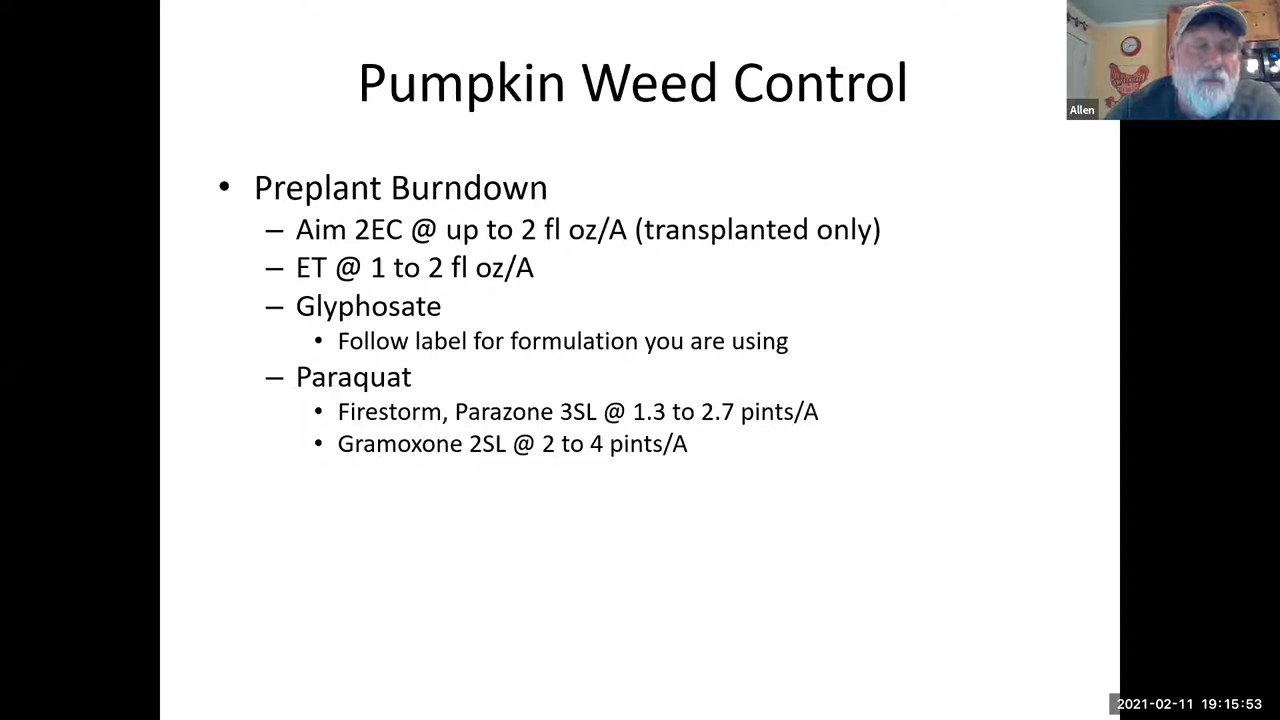 Pumpkin Weed Control
Allen
• Preplant Burndown
– Aim 2EC @ up to 2 fl oz/A (transplanted only)
– ET @ 1 to 2 fl oz/A
– Glyphosate
• Follow label for formulation you are using
– Paraquat
• Firestorm, Parazone 3SL @ 1.3 to 2.7 pints/A
• Gramoxone 2SL @ 2 to 4 pints/A
2021-02-11 19:15:53